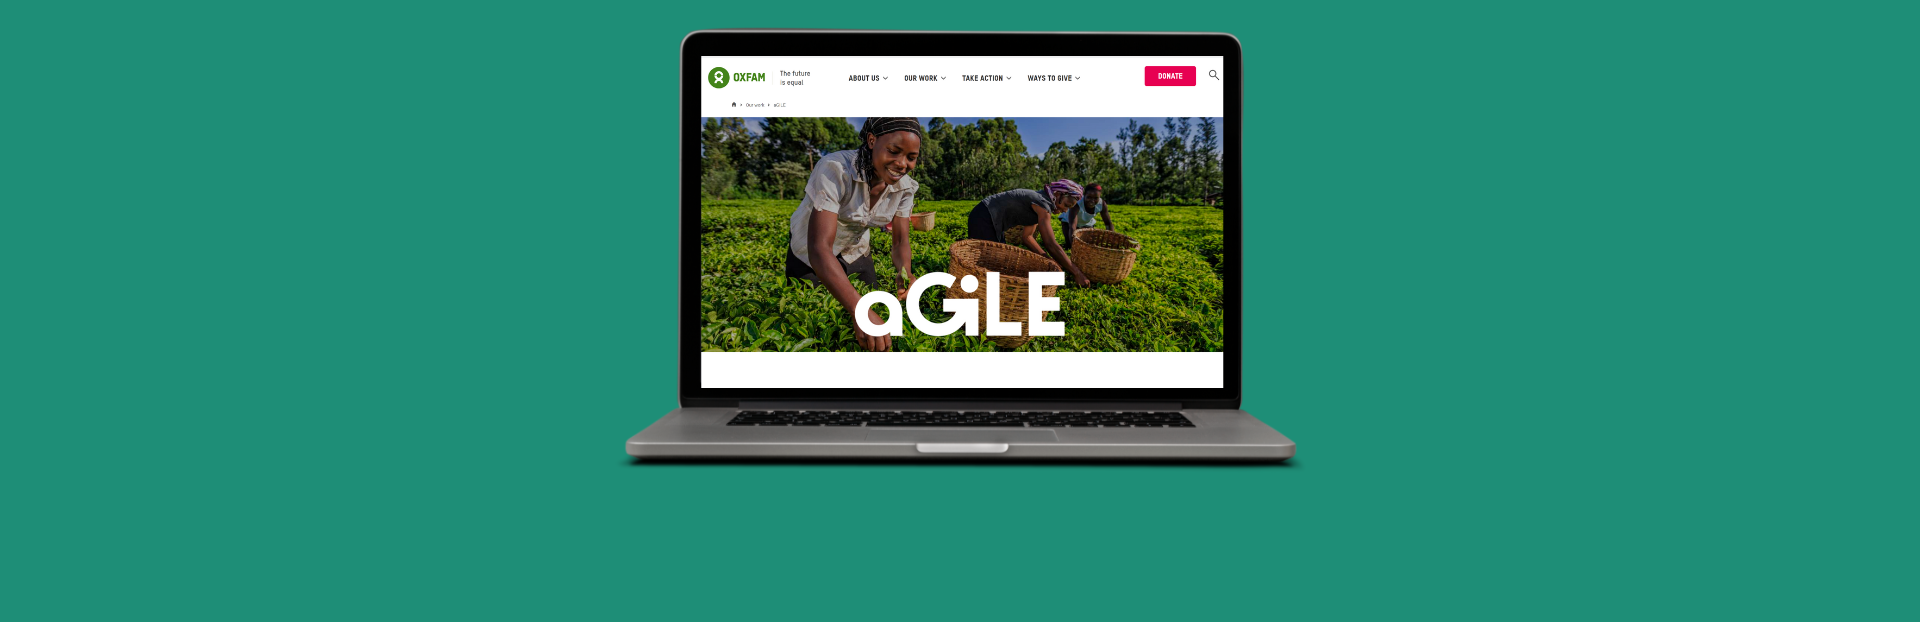 OXFAM
The future
is equal
ABOUT US
OUR WORK
TAKE ACTION
WAYS TO GIVE
DONATE
Our work
aGiLE
aGiLE